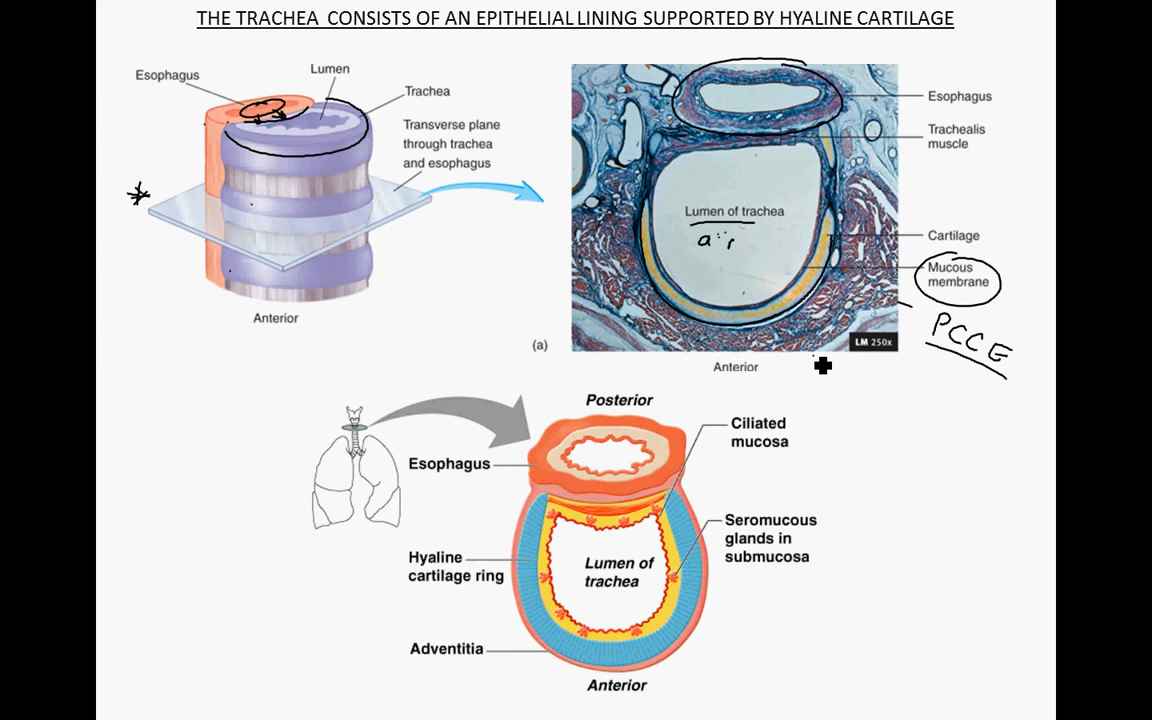 THE TRACHEA CONSISTS OF AN EPITHELIAL LINING SUPPORTED BY HYALINE CARTILAGE
Esophagus
Lumen
Trachea
Transverse plane
through trachea
and esophagus
Anterior
(a)
Esophagus
Trachealis
muscle
Lumen of trachea
air
Cartilage
Mucous
membrane
PCCE
LM 250x
Anterior
Posterior
Ciliated
mucosa
Esophagus
Seromucous
glands in
submucosa
Hyaline
cartilage ring
Lumen of
trachea
Adventitia
Anterior